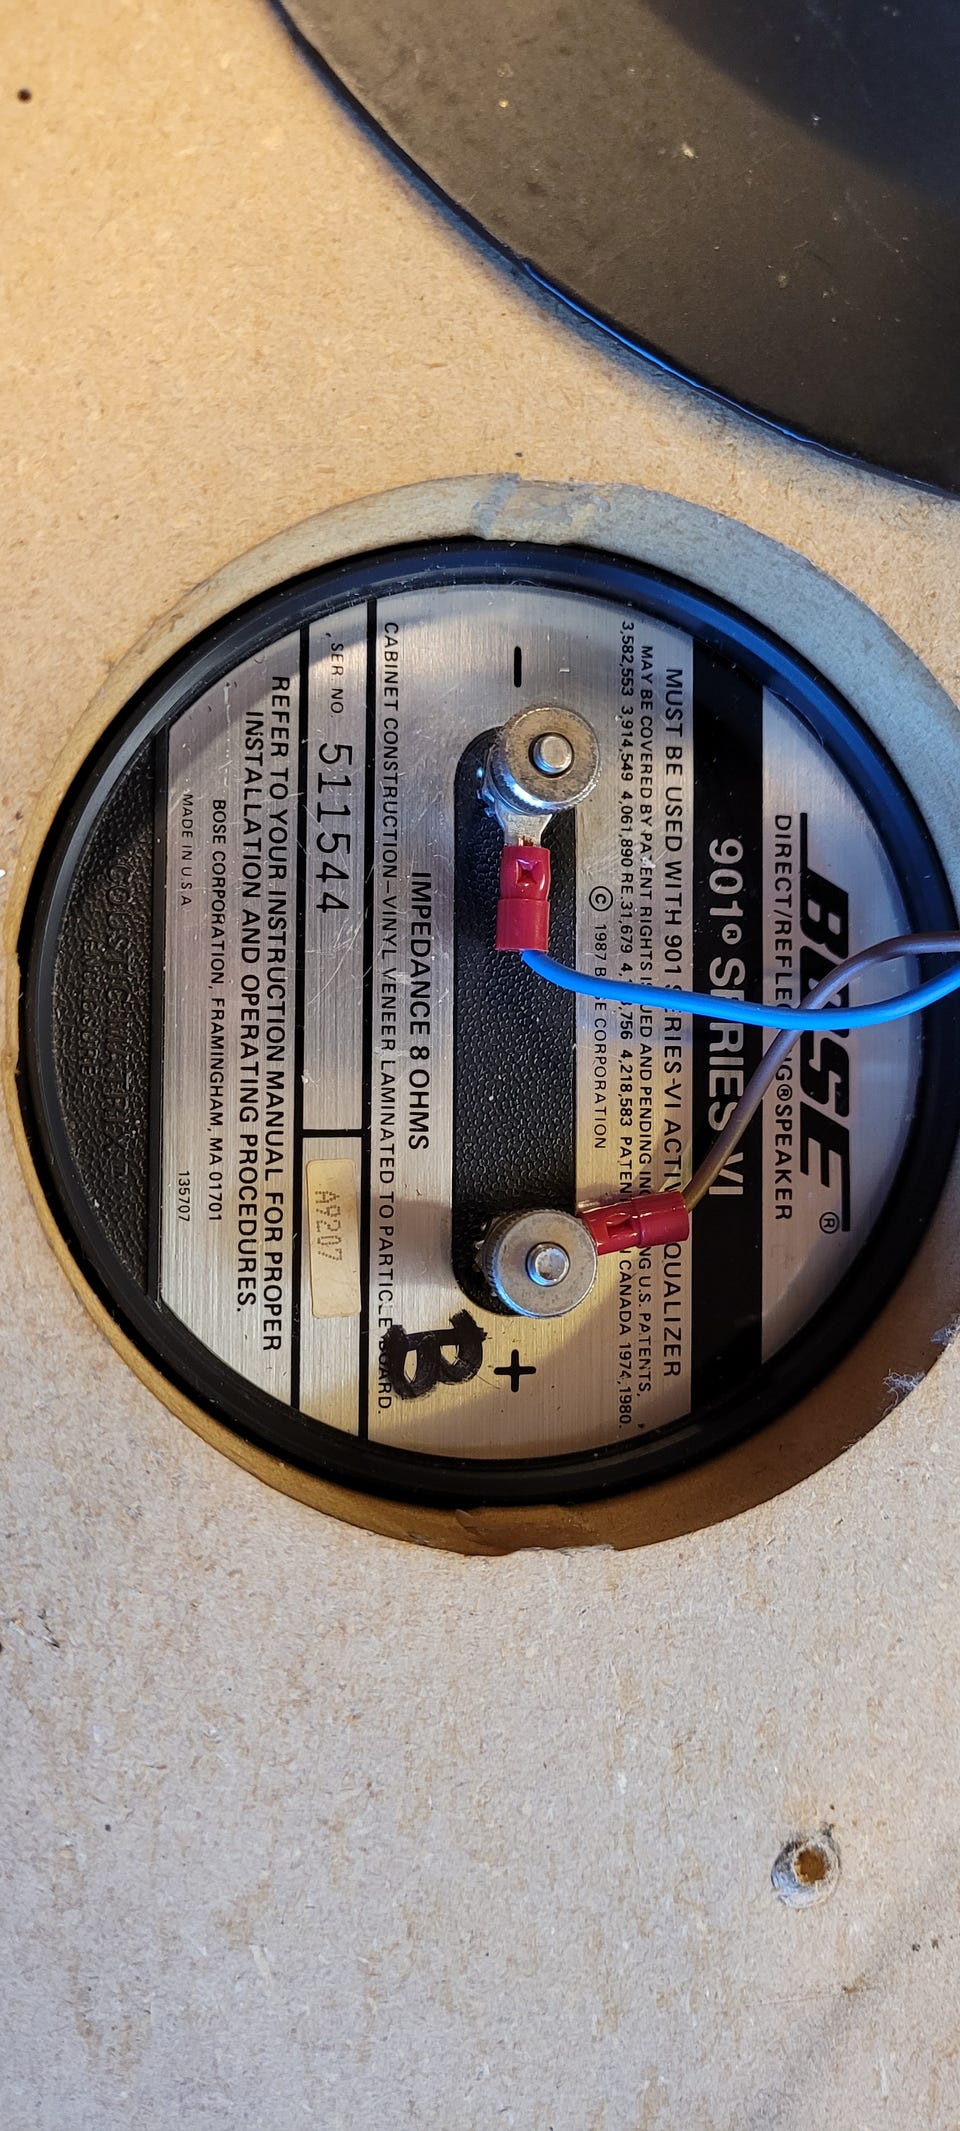 BOSE®
DIRECT/REFLECTING® SPEAKER
901® SERIES VI
MUST BE USED WITH 901 SERIES VI ACTIVE EQUALIZER
MAY BE COVERED BY PATENT RIGHTS ISSUED AND PENDING INCLUDING U.S. PATENTS,
3,582,553 3,914,549 4,061,890 RE.31,679 4,218,583 PATENTED IN CANADA 1974,1980.
© 1987 BOSE CORPORATION
- +
IMPEDANCE 8 OHMS
B
CABINET CONSTRUCTION-VINYL VENEER LAMINATED TO PARTICLE BOARD.
SER. NO. 511544 A9207
REFER TO YOUR INSTRUCTION MANUAL FOR PROPER
INSTALLATION AND OPERATING PROCEDURES.
BOSE CORPORATION, FRAMINGHAM, MA 01701
MADE IN U.S.A. 135707
ACOUSTIC MATRIX